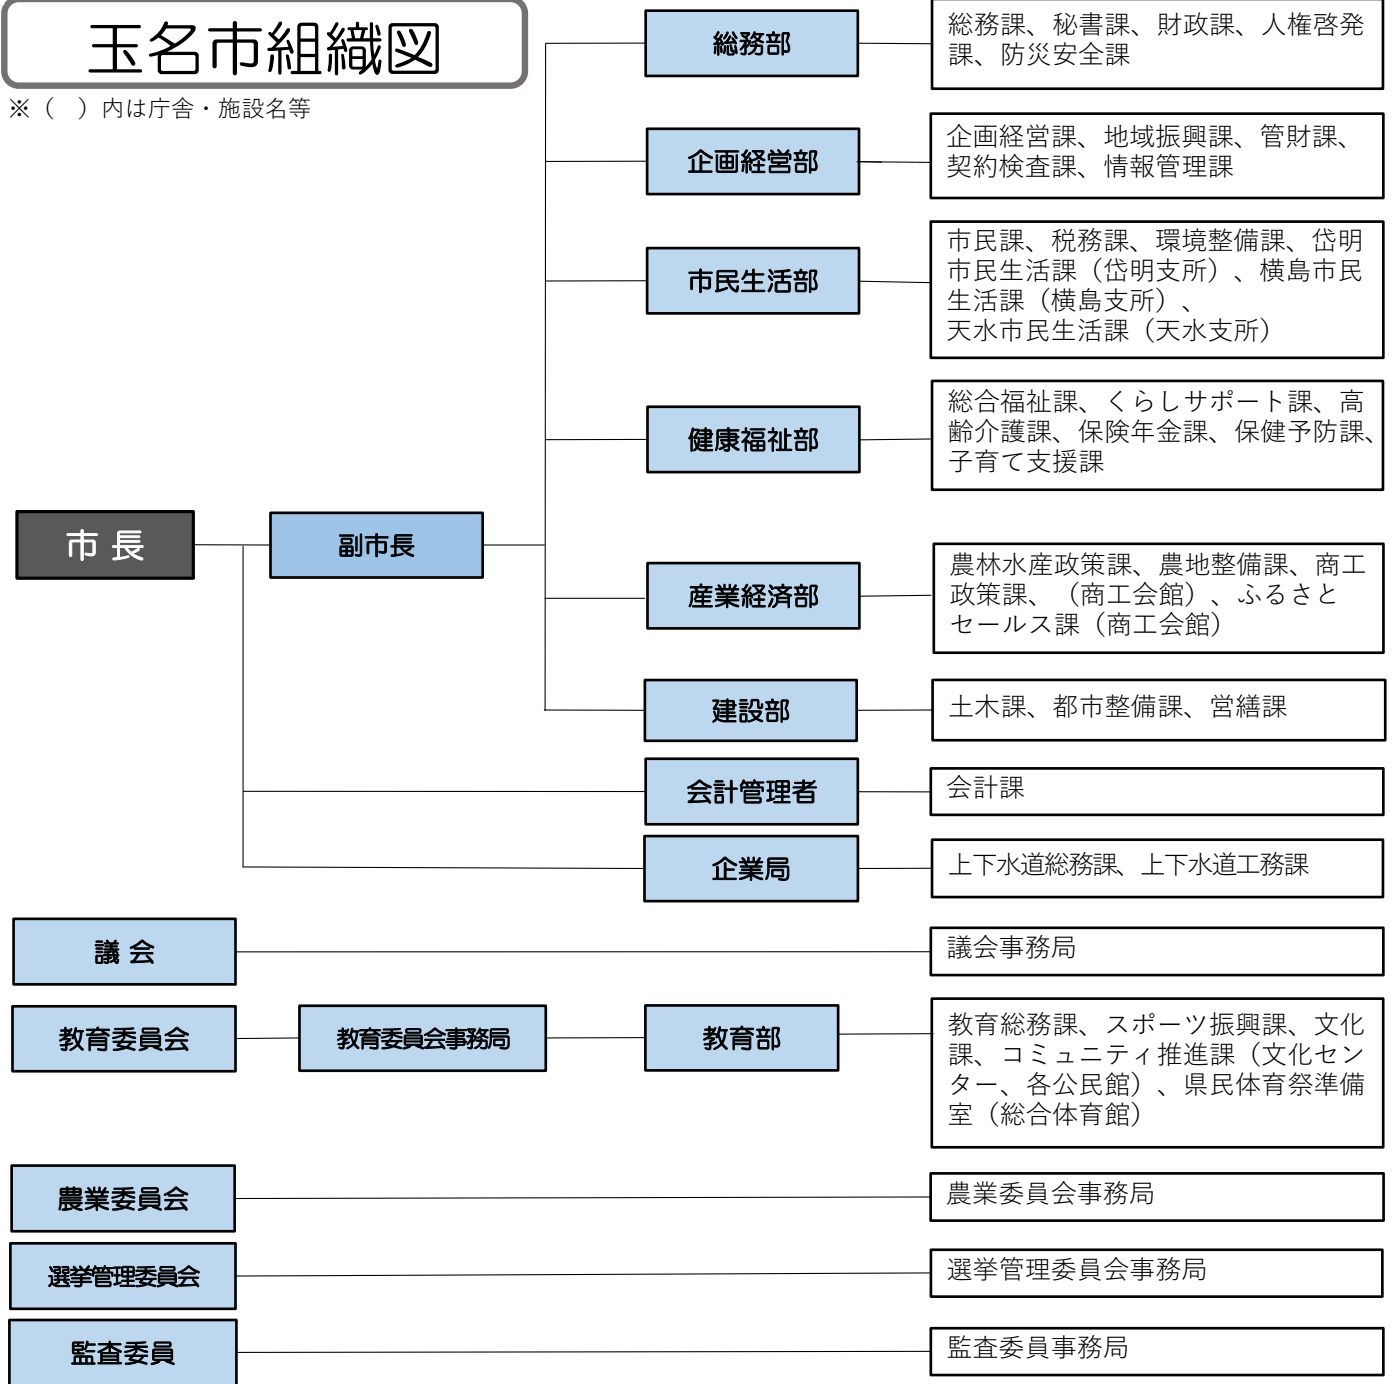 玉名市組織図
※（　）内は庁舎・施設名等
総務部
総務課、秘書課、財政課、人権啓発
課、防災安全課
企画経営部
企画経営課、地域振興課、管財課、
契約検査課、情報管理課
市民生活部
市民課、税務課、環境整備課、岱明
市民生活課（岱明支所）、横島市民
生活課（横島支所）、
天水市民生活課（天水支所）
健康福祉部
総合福祉課、くらしサポート課、高
齢介護課、保険年金課、保健予防課、
子育て支援課
市長
副市長
産業経済部
農林水産政策課、農地整備課、商工
政策課、（商工会館）、ふるさと
セールス課（商工会館）
建設部
土木課、都市整備課、営繕課
会計管理者
会計課
企業局
上下水道総務課、上下水道工務課
議会
議会事務局
教育委員会
教育委員会事務局
教育部
教育総務課、スポーツ振興課、文化
課、コミュニティ推進課（文化セン
ター、各公民館）、県民体育祭準備
室（総合体育館）
農業委員会
農業委員会事務局
選挙管理委員会
選挙管理委員会事務局
監査委員
監査委員事務局